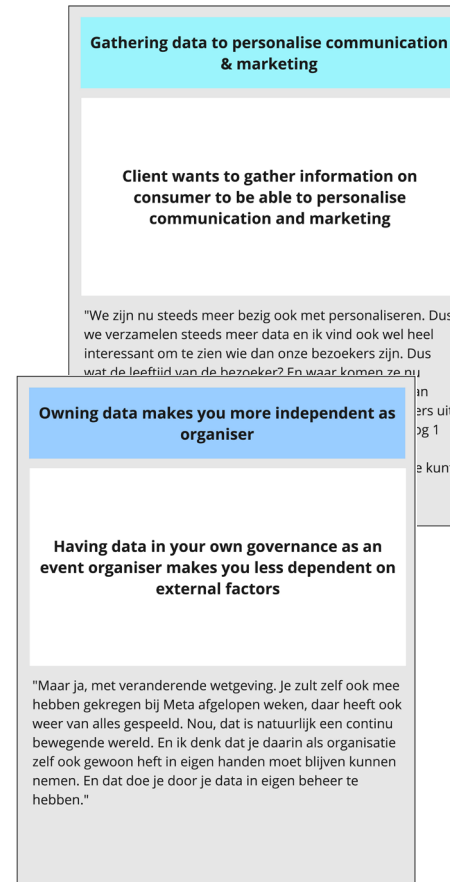 Gathering data to personalise communication
& marketing
Client wants to gather information on
consumer to be able to personalise
communication and marketing
"We zijn nu steeds meer bezig ook met personaliseren. Dus
we verzamelen steeds meer data en ik vind ook wel heel
interessant om te zien wie dan onze bezoekers zijn. Dus
wat de leeftijd van de bezoeker? En waar komen ze nu
Owning data makes you more independent as
organiser
Having data in your own governance as an
event organiser makes you less dependent on
external factors
"Maar ja, met veranderende wetgeving. Je zult zelf ook mee
hebben gekregen bij Meta afgelopen weken, daar heeft ook
weer van alles gespeeld. Nou, dat is natuurlijk een continu
bewegende wereld. En ik denk dat je daarin als organisatie
zelf ook gewoon heft in eigen handen moet blijven kunnen
nemen. En dat doe je door je data in eigen beheer te
hebben."